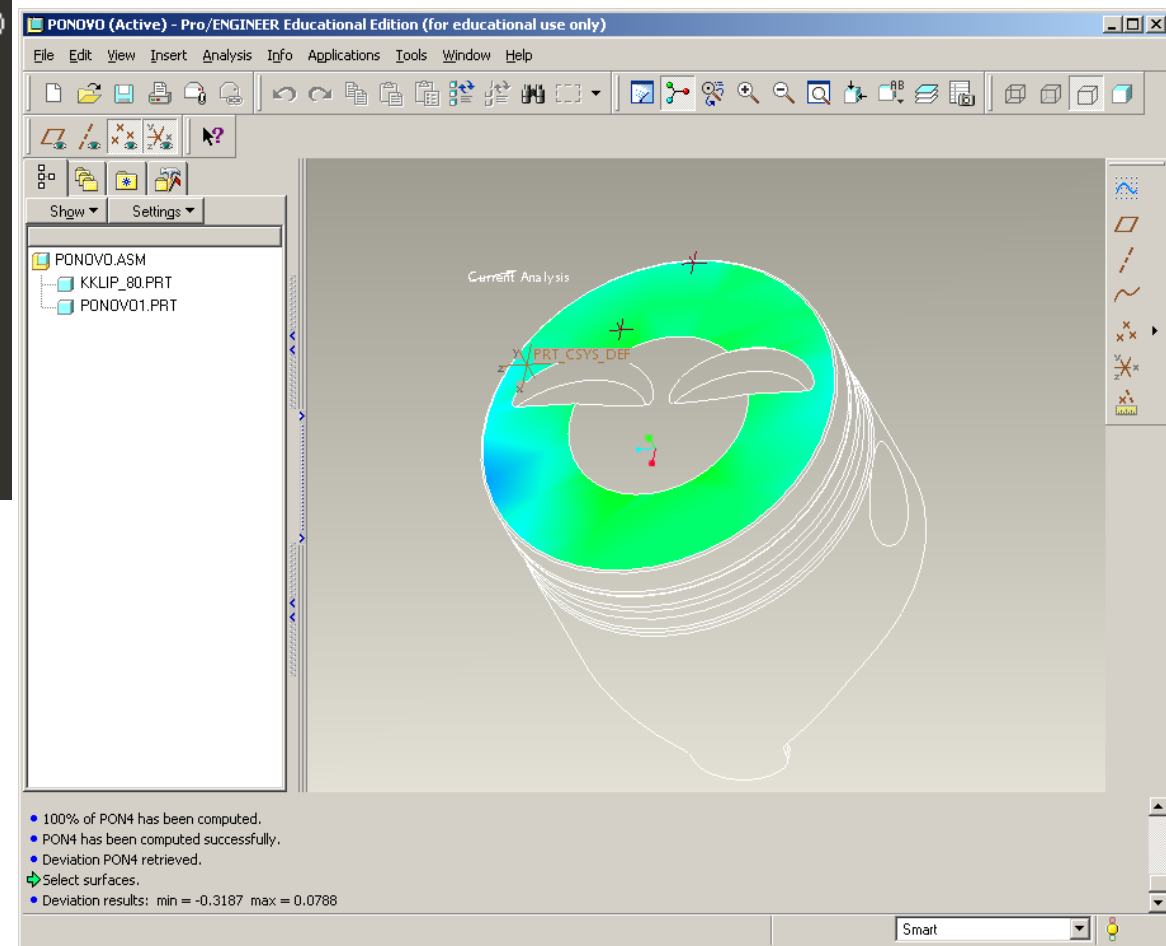 PONOVO (Active) - Pro/ENGINEER Educational Edition (for educational use only)
File Edit View Insert Analysis Info Applications Tools Window Help
Show Settings
PONOVO.ASM
KKLIP_80.PRT
PONOVO1.PRT
Current Analysis
PRT_CSYS_DEF
• 100% of PON4 has been computed.
• PON4 has been computed successfully.
• Deviation PON4 retrieved.
Select surfaces.
• Deviation results: min = -0.3187 max = 0.0788
Smart